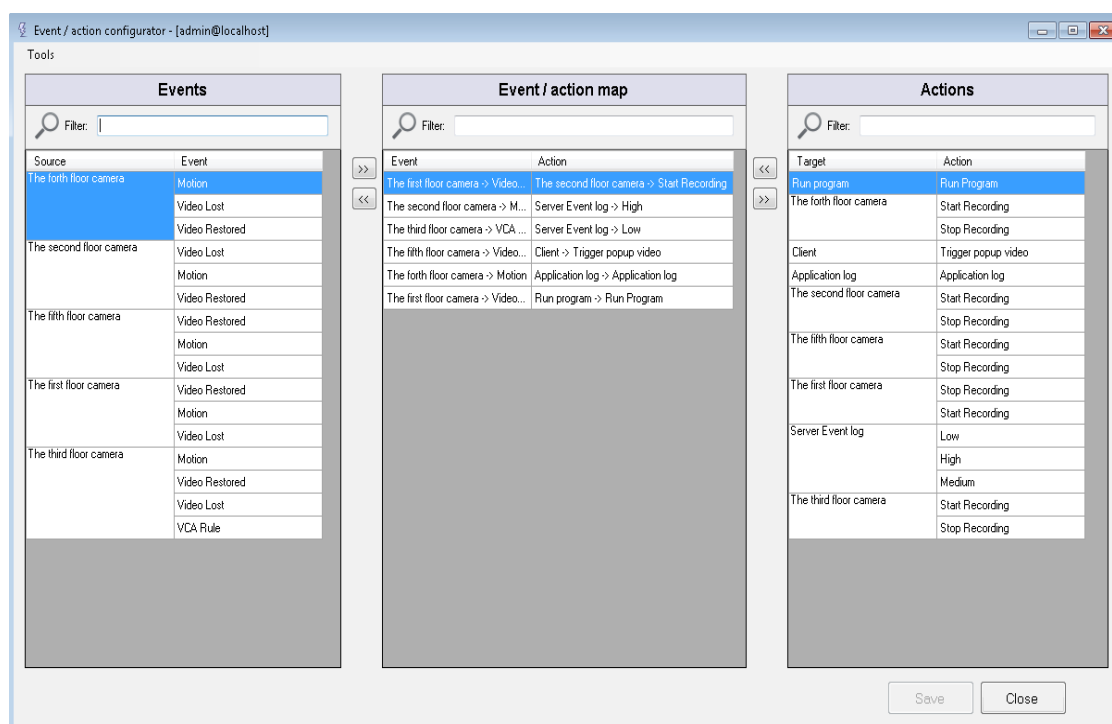 Event / action configurator - [admin@localhost]
Tools
Events
Filter:
Source Event
The forth floor camera Motion
Video Lost
Video Restored
The second floor camera Video Lost
Motion
Video Restored
The fifth floor camera Video Restored
Motion
Video Lost
The first floor camera Video Restored
Motion
Video Lost
The third floor camera Motion
Video Restored
Video Lost
VCA Rule
>>
<<
Event / action map
Filter:
Event Action
The first floor camera -> Video... The second floor camera -> Start Recording
The second floor camera -> M... Server Event log -> High
The third floor camera -> VCA ... Server Event log -> Low
The fifth floor camera -> Video... Client -> Trigger popup video
The forth floor camera -> Motion Application log -> Application log
The first floor camera -> Video... Run program -> Run Program
<<
>>
Actions
Filter:
Target Action
Run program Run Program
The forth floor camera Start Recording
Stop Recording
Client Trigger popup video
Application log Application log
The second floor camera Start Recording
Stop Recording
The fifth floor camera Start Recording
Stop Recording
The first floor camera Stop Recording
Start Recording
Server Event log Low
High
Medium
The third floor camera Start Recording
Stop Recording
Save Close